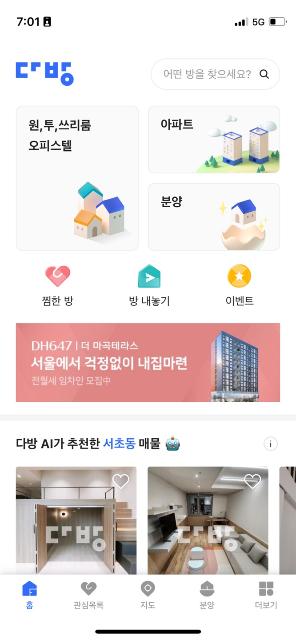 7:01
5G
다방
어떤 방을 찾으세요?
원,투,쓰리룸
오피스텔
아파트
분양
찜한 방
방 내놓기
이벤트
DH647 | 더 마곡테라스
서울에서 걱정없이 내집마련
전월세 임차인 모집중
다방 AI가 추천한 서초동 매물
다방
다방
홈
관심목록
지도
분양
더보기